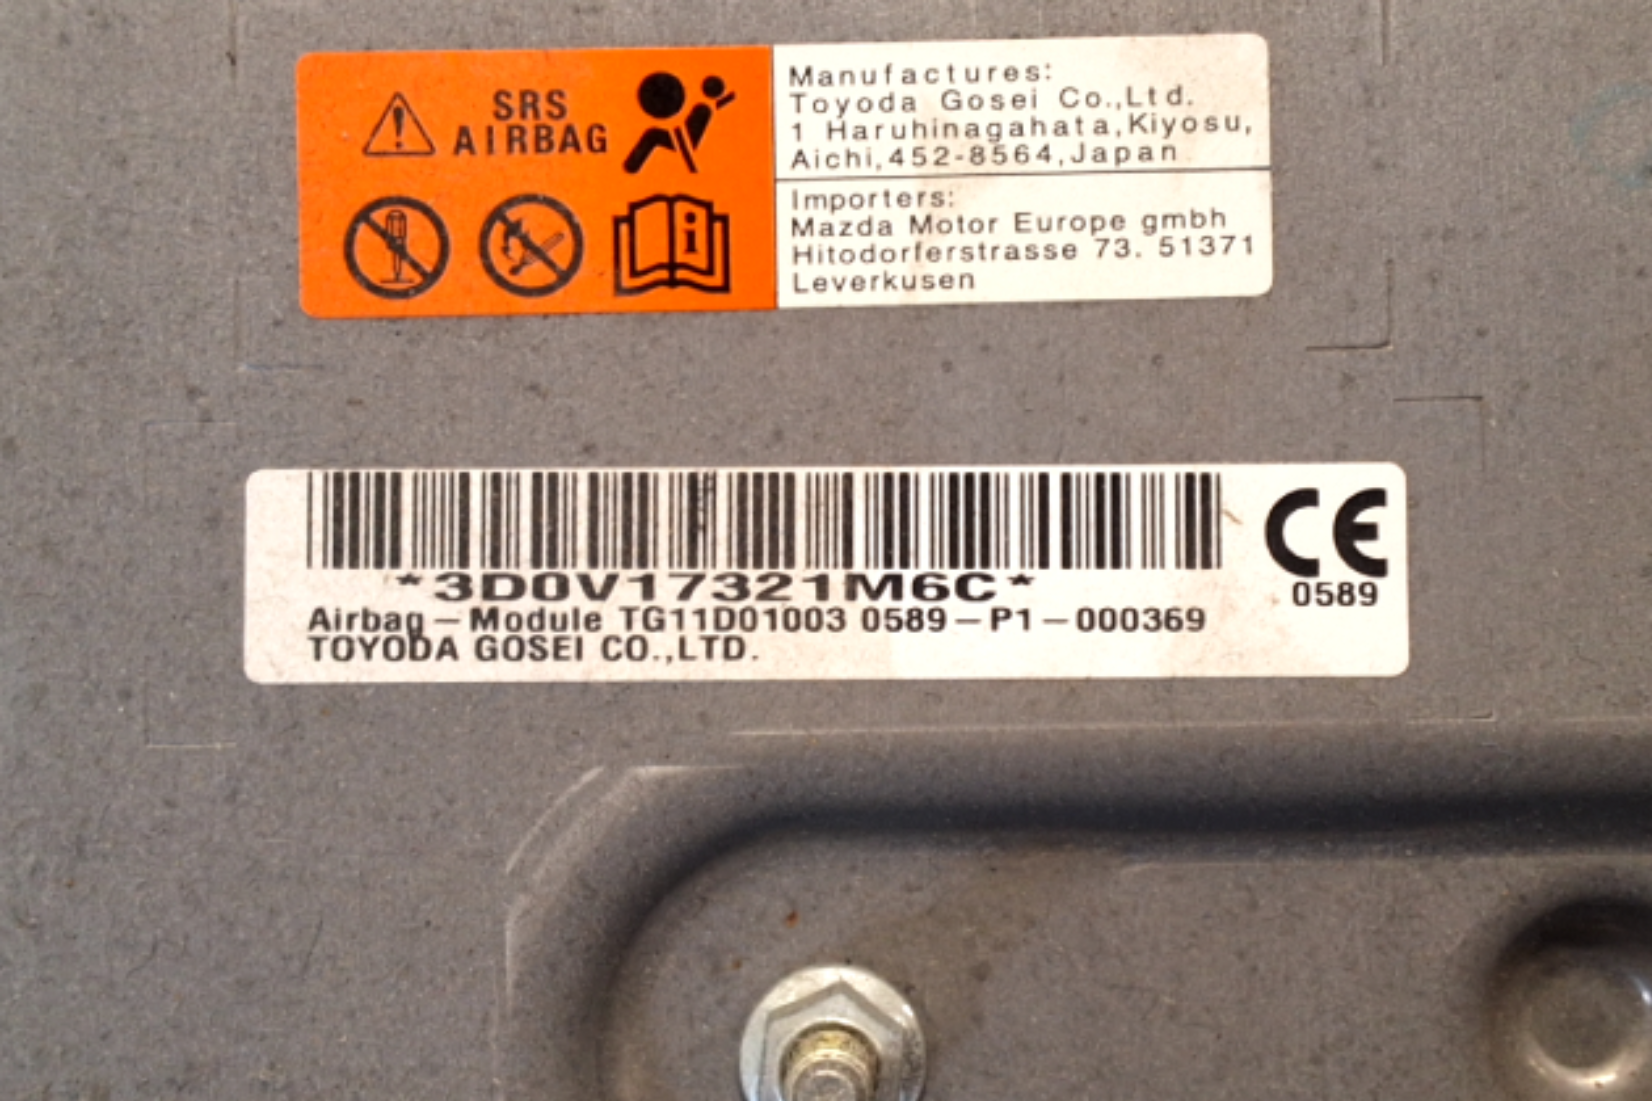 SRS
AIRBAG
Manufactures:
Toyoda Gosei Co.,Ltd.
1 Haruhinagahata,Kiyosu,
Aichi,452-8564,Japan
Importers:
Mazda Motor Europe gmbh
Hitodorferstrasse 73. 51371
Leverkusen
*3D0V17321M6C*
Airbag-Module TG11D01003 0589-P1-000369
TOYODA GOSEI CO.,LTD.
CE
0589